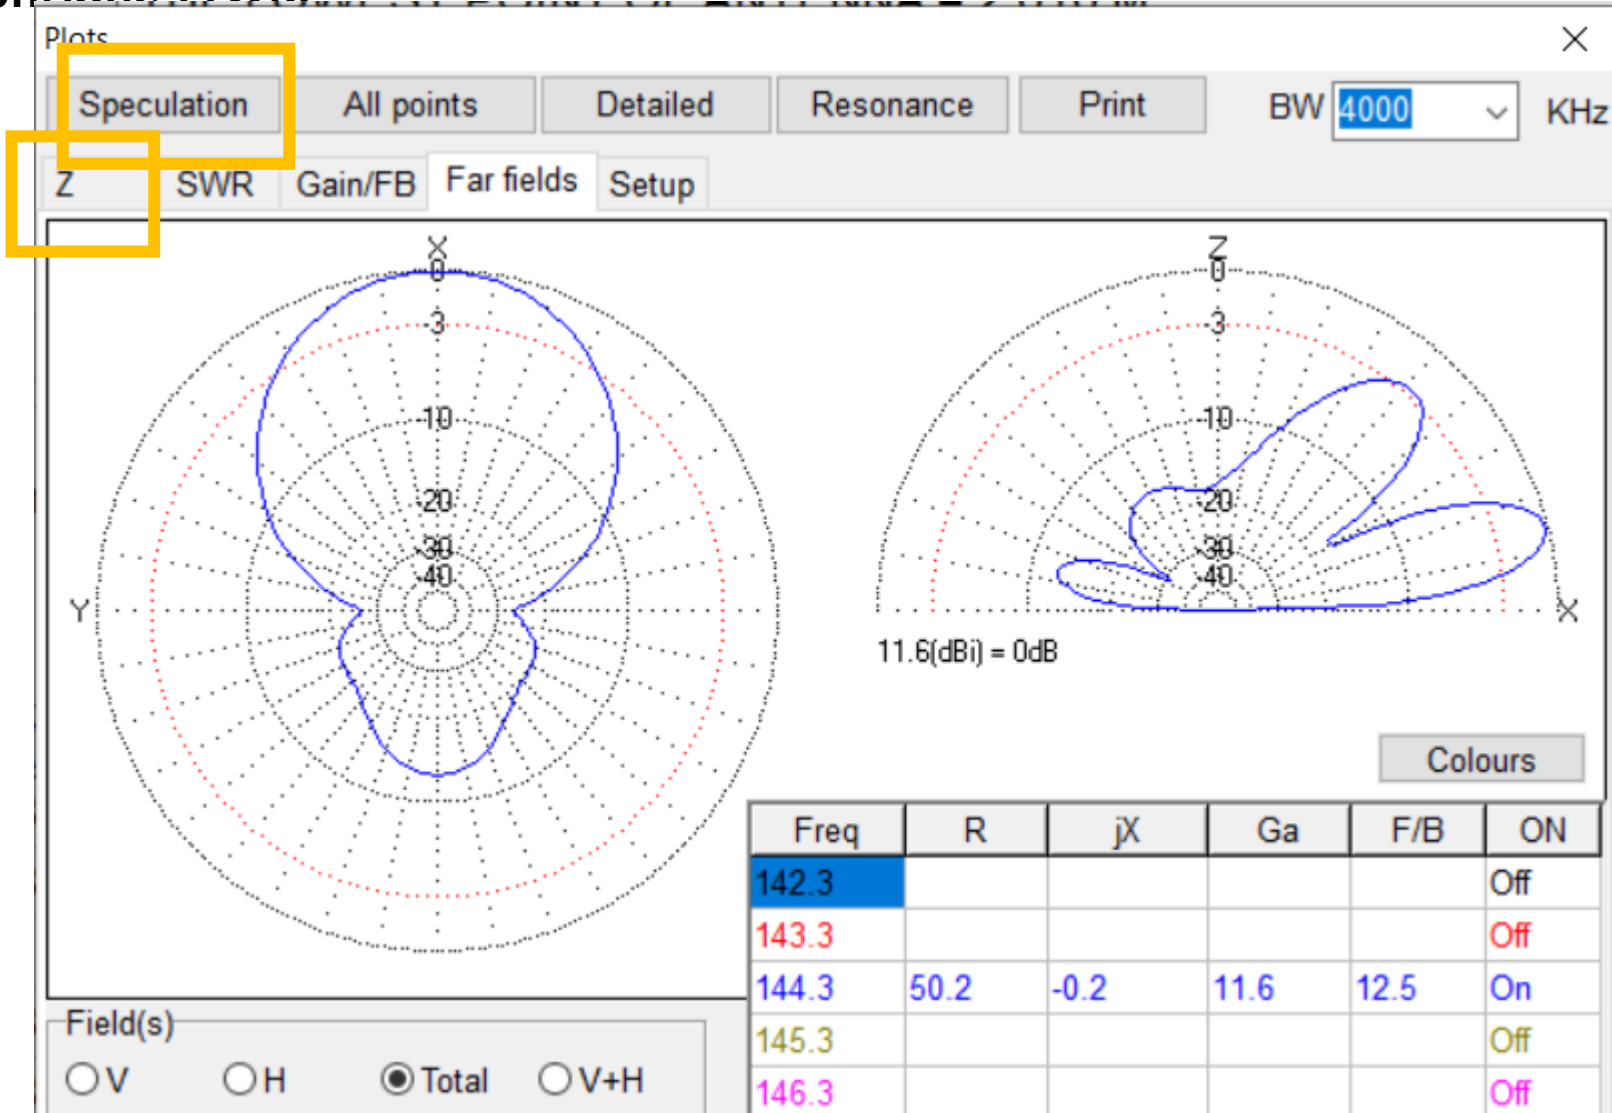 Plots
Speculation All points Detailed Resonance Print BW 4000 KHz
Z SWR Gain/FB Far fields Setup
X
0
-3
-10
-20
-30
-40
Y
Z
0
-3
-10
-20
-30
-40
X
11.6(dBi) = 0dB
Colours
Freq R jX Ga F/B ON
142.3 Off
143.3 Off
144.3 50.2 -0.2 11.6 12.5 On
145.3 Off
146.3 Off
Field(s)
V H Total V+H